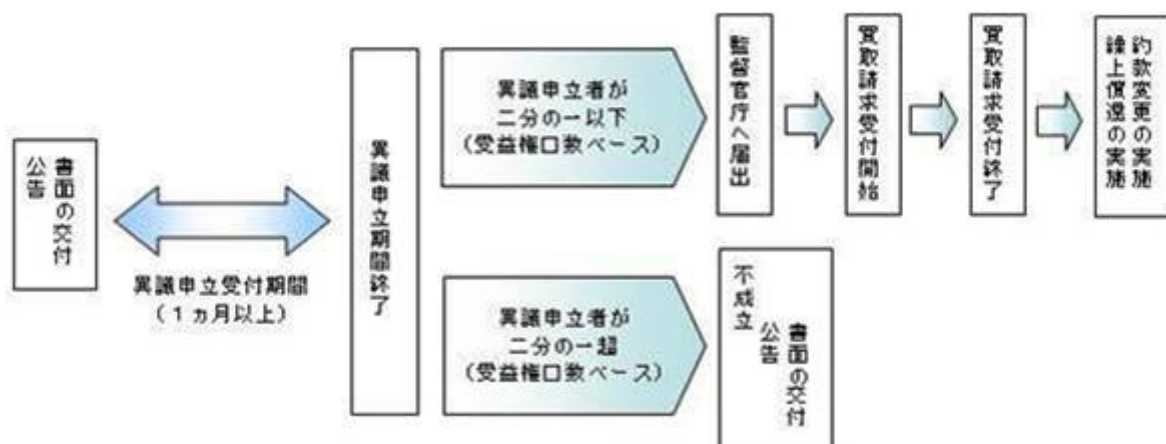 書面の交付
公告
異議申立受付期間
（１ヵ月以上）
異議申立期間終了
異議申立者が
二分の一以下
（受益権口数ベース）
監督官庁へ届出
買取請求受付開始
買取請求受付終了
約款変更の実施
繰上償還の実施
異議申立者が
二分の一超
（受益権口数ベース）
不成立
書面の交付
公告